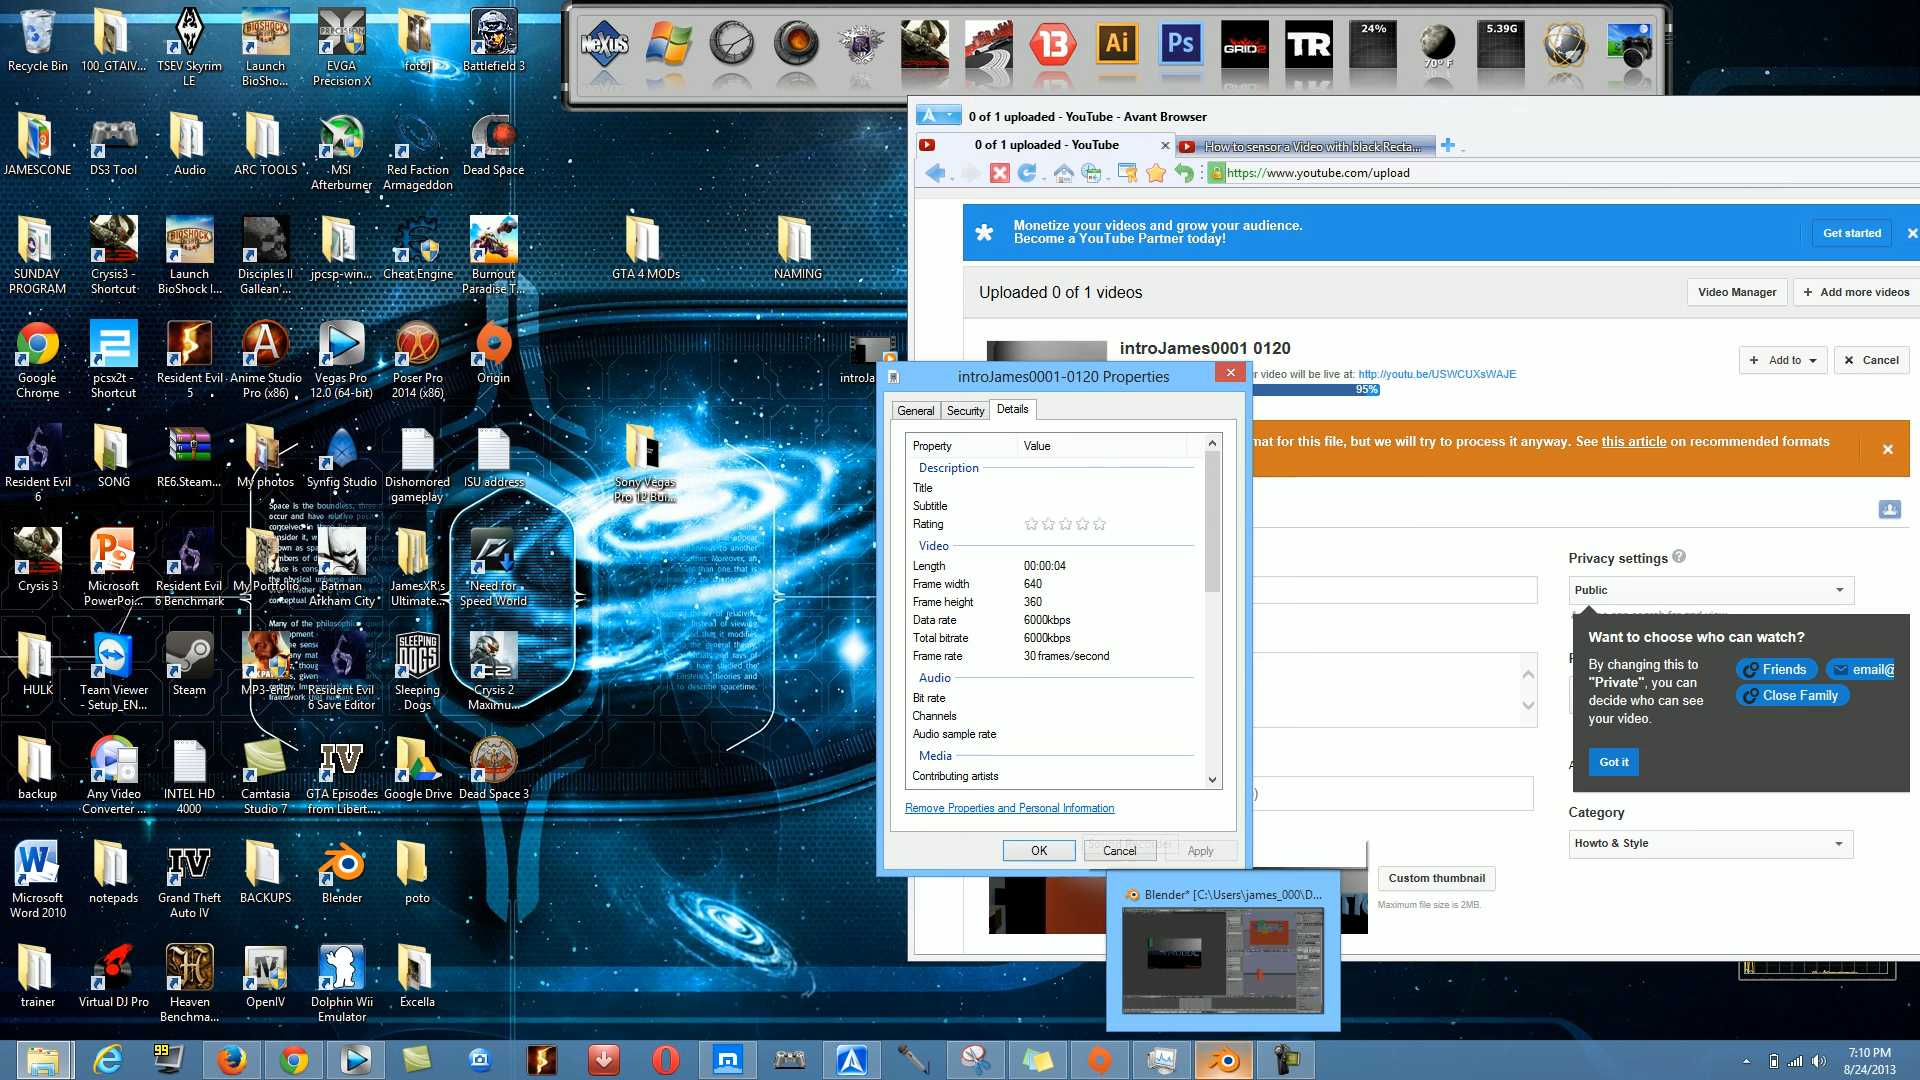 Recycle Bin
100_GTAIV...
TSEV Skyrim
LE
Launch
BioSho...
EVGA
Precision X
foto]
Battlefield 3
JAMESCONE
DS3 Tool
Audio
ARC TOOLS
MSI
Afterburner
Red Faction
Armageddon
Dead Space
SUNDAY
PROGRAM
Crysis3 -
Shortcut
Launch
BioShock I...
Disciples II
Gallean'...
jpcsp-win...
Cheat Engine
Burnout
Paradise T...
GTA 4 MODs
NAMING
Google
Chrome
pcsx2t -
Shortcut
Resident Evil
5
Anime Studio
Pro (x86)
Vegas Pro
12.0 (64-bit)
Poser Pro
2014 (x86)
Origin
introJa
Resident Evil
6
SONG
RE6.Steam...
My photos
Synfig Studio
Dishornored
gameplay
ISU address
Sony Vegas
Pro 12 Bui...
Crysis 3
Microsoft
PowerPoi...
Resident Evil
6 Benchmark
My Portfolio
Batman
Arkham City
JamesXR's
Ultimate...
Need for
Speed World
HULK
Team Viewer
- Setup_EN...
Steam
MP3-eng
Resident Evil
6 Save Editor
Sleeping
Dogs
Crysis 2
Maximu...
backup
Any Video
Converter ...
INTEL HD
4000
Camtasia
Studio 7
GTA Episodes
from Libert...
Google Drive
Dead Space 3
Microsoft
Word 2010
notepads
Grand Theft
Auto IV
BACKUPS
Blender
poto
trainer
Virtual DJ Pro
Heaven
Benchma...
OpenIV
Dolphin Wii
Emulator
Excella
NeXuS
13
Ai
Ps
GRID2
TR
24%
70° F
5.39G
0 of 1 uploaded - YouTube - Avant Browser
0 of 1 uploaded - YouTube
How to sensor a Video with black Recta...
https://www.youtube.com/upload
Monetize your videos and grow your audience.
Become a YouTube Partner today!
Get started
Uploaded 0 of 1 videos
Video Manager
+ Add more videos
introJames0001 0120
+ Add to
Cancel
r video will be live at: http://youtu.be/USWCUXsWAJE
95%
mat for this file, but we will try to process it anyway. See this article on recommended formats
Privacy settings
Public
Want to choose who can watch?
By changing this to
"Private", you can
decide who can see
your video.
Friends
email@
Close Family
Got it
Category
Howto & Style
Custom thumbnail
Maximum file size is 2MB.
introJames0001-0120 Properties
General
Security
Details
Property
Value
Description
Title
Subtitle
Rating
Video
Length 00:00:04
Frame width 640
Frame height 360
Data rate 6000kbps
Total bitrate 6000kbps
Frame rate 30 frames/second
Audio
Bit rate
Channels
Audio sample rate
Media
Contributing artists
Remove Properties and Personal Information
Sound Recorder
OK
Cancel
Apply
Blender* [C:\Users\james_000\D...
99
7:10 PM
8/24/2013